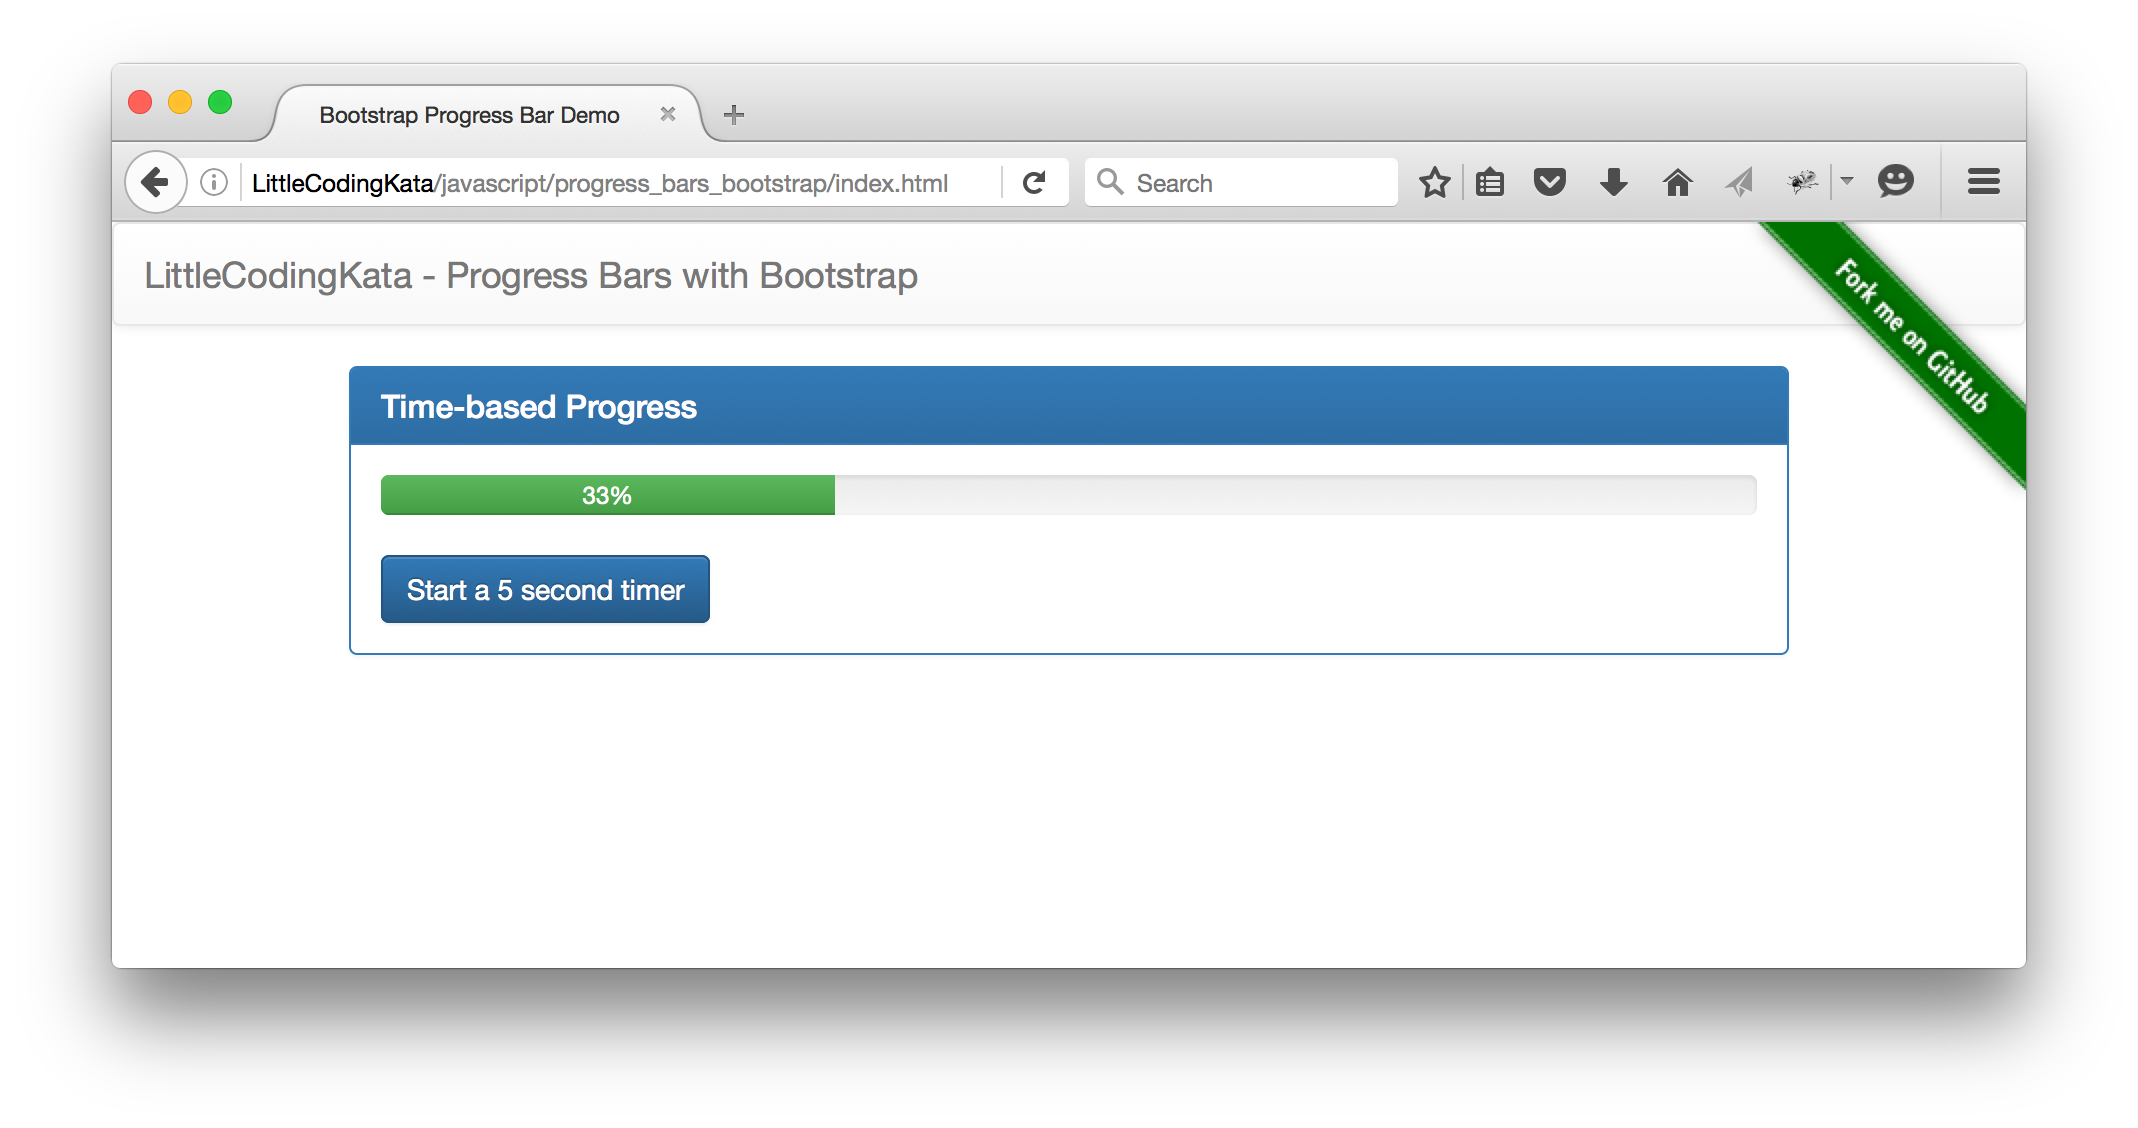 Bootstrap Progress Bar Demo
LittleCodingKata/javascript/progress_bars_bootstrap/index.html
Search
LittleCodingKata - Progress Bars with Bootstrap
Fork me on GitHub
Time-based Progress
33%
Start a 5 second timer